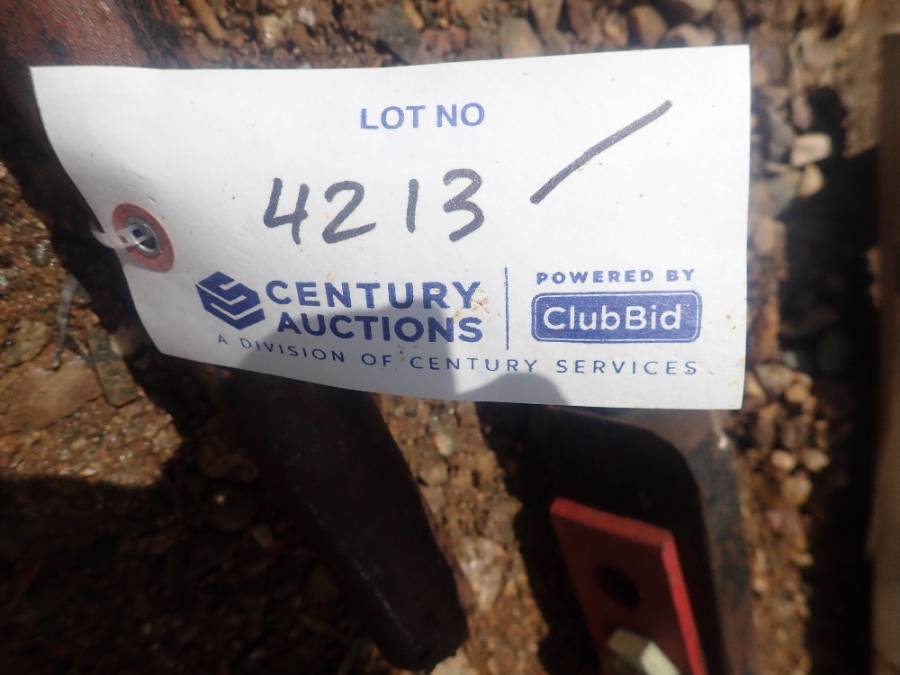 LOT NO
4213 /
CENTURY AUCTIONS
POWERED BY
ClubBid
A DIVISION OF CENTURY SERVICES